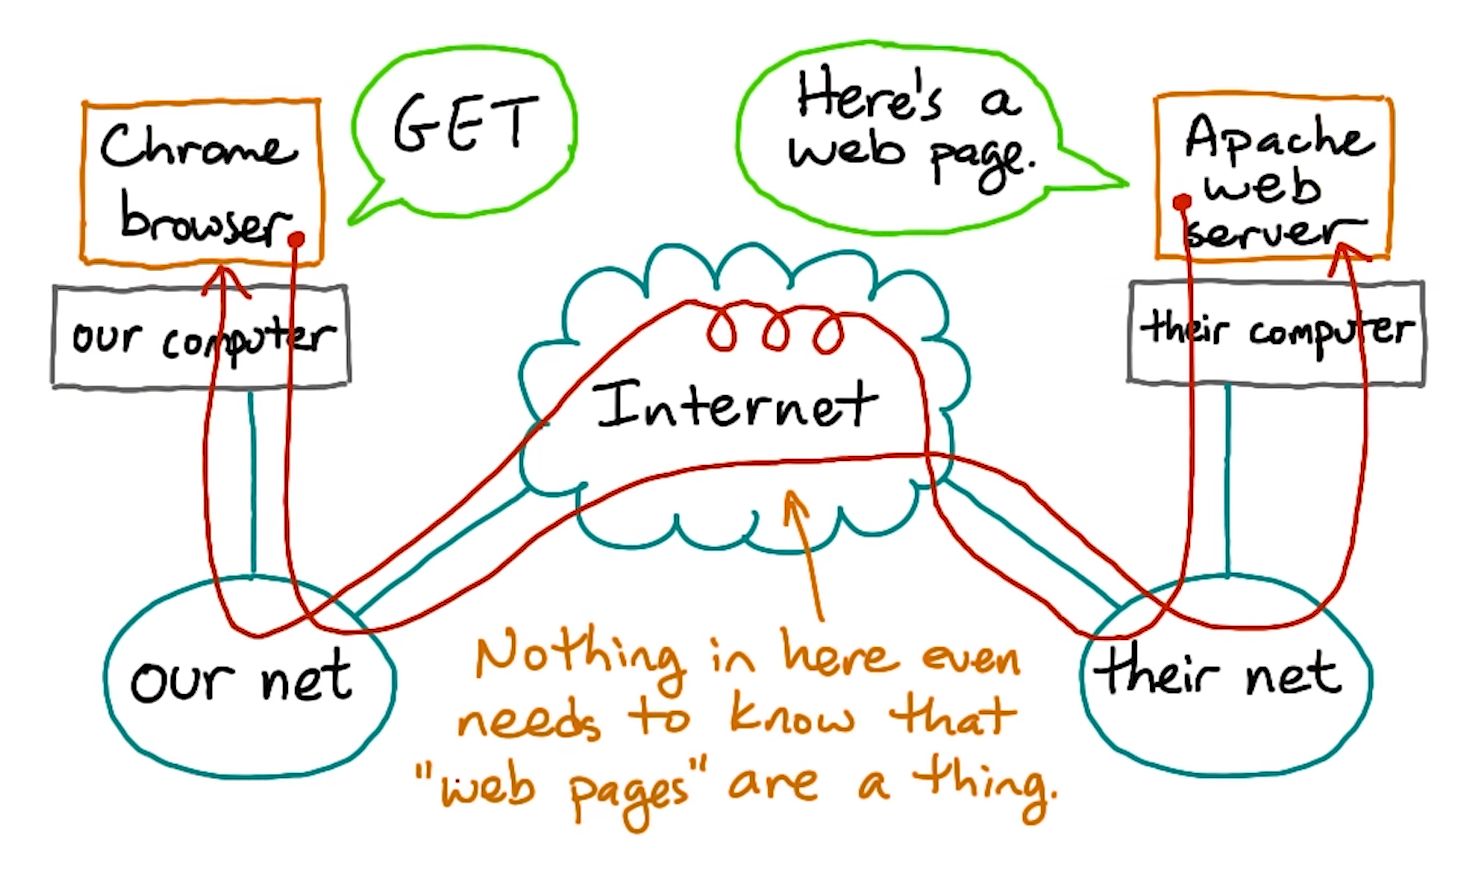 Chrome
browser
GET
Here's a
web page.
Apache
web
server
our computer
their computer
Internet
our net
their net
Nothing in here even
needs to know that
"web pages" are a thing.